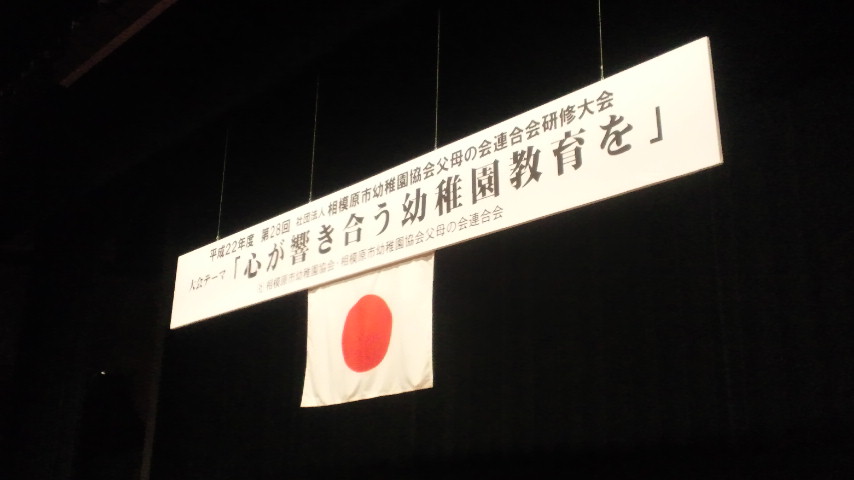 平成22年度 第28回 社団法人 相模原市幼稚園協会父母の会連合会研修大会
大会テーマ「心が響き合う幼稚園教育を」
相模原市幼稚園協会・相模原市幼稚園協会父母の会連合会